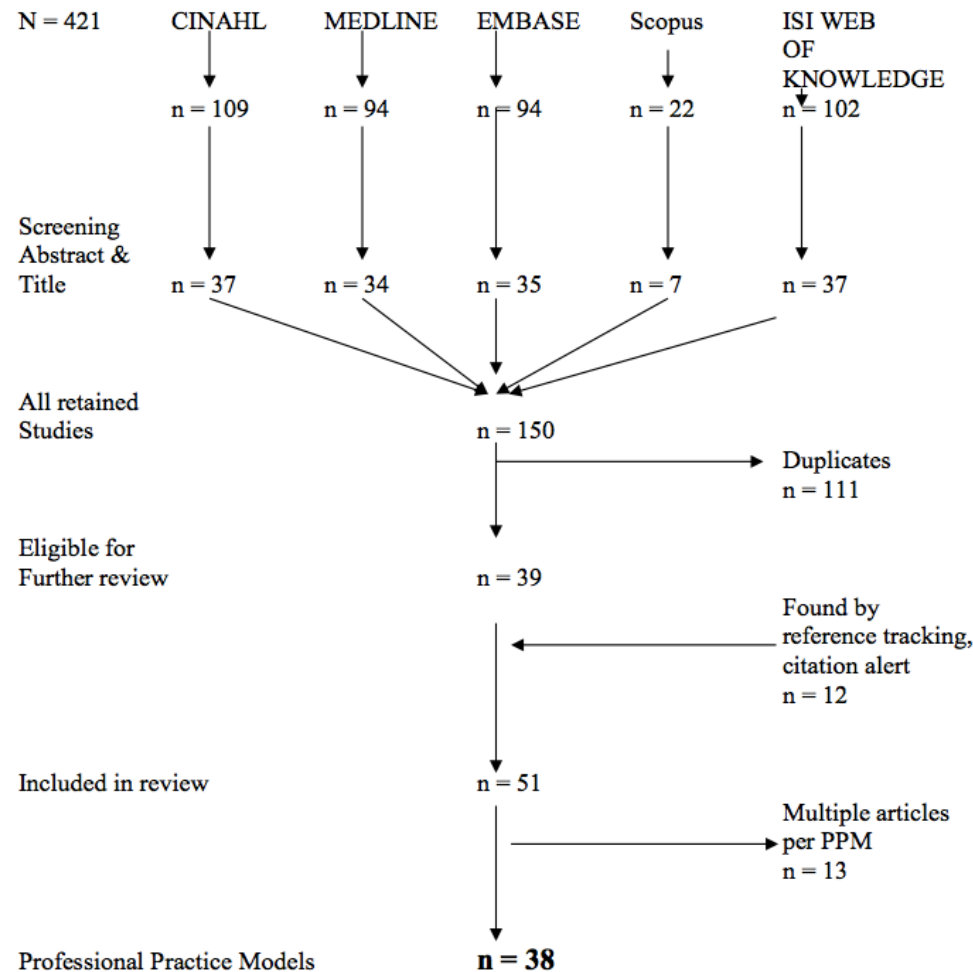 N = 421 CINAHL MEDLINE EMBASE Scopus ISI WEB
OF
KNOWLEDGE
n = 109 n = 94 n = 94 n = 22 n = 102
Screening
Abstract &
Title n = 37 n = 34 n = 35 n = 7 n = 37
All retained
Studies n = 150
Duplicates
n = 111
Eligible for
Further review n = 39
Found by
reference tracking,
citation alert
n = 12
Included in review n = 51
Multiple articles
per PPM
n = 13
Professional Practice Models n = 38